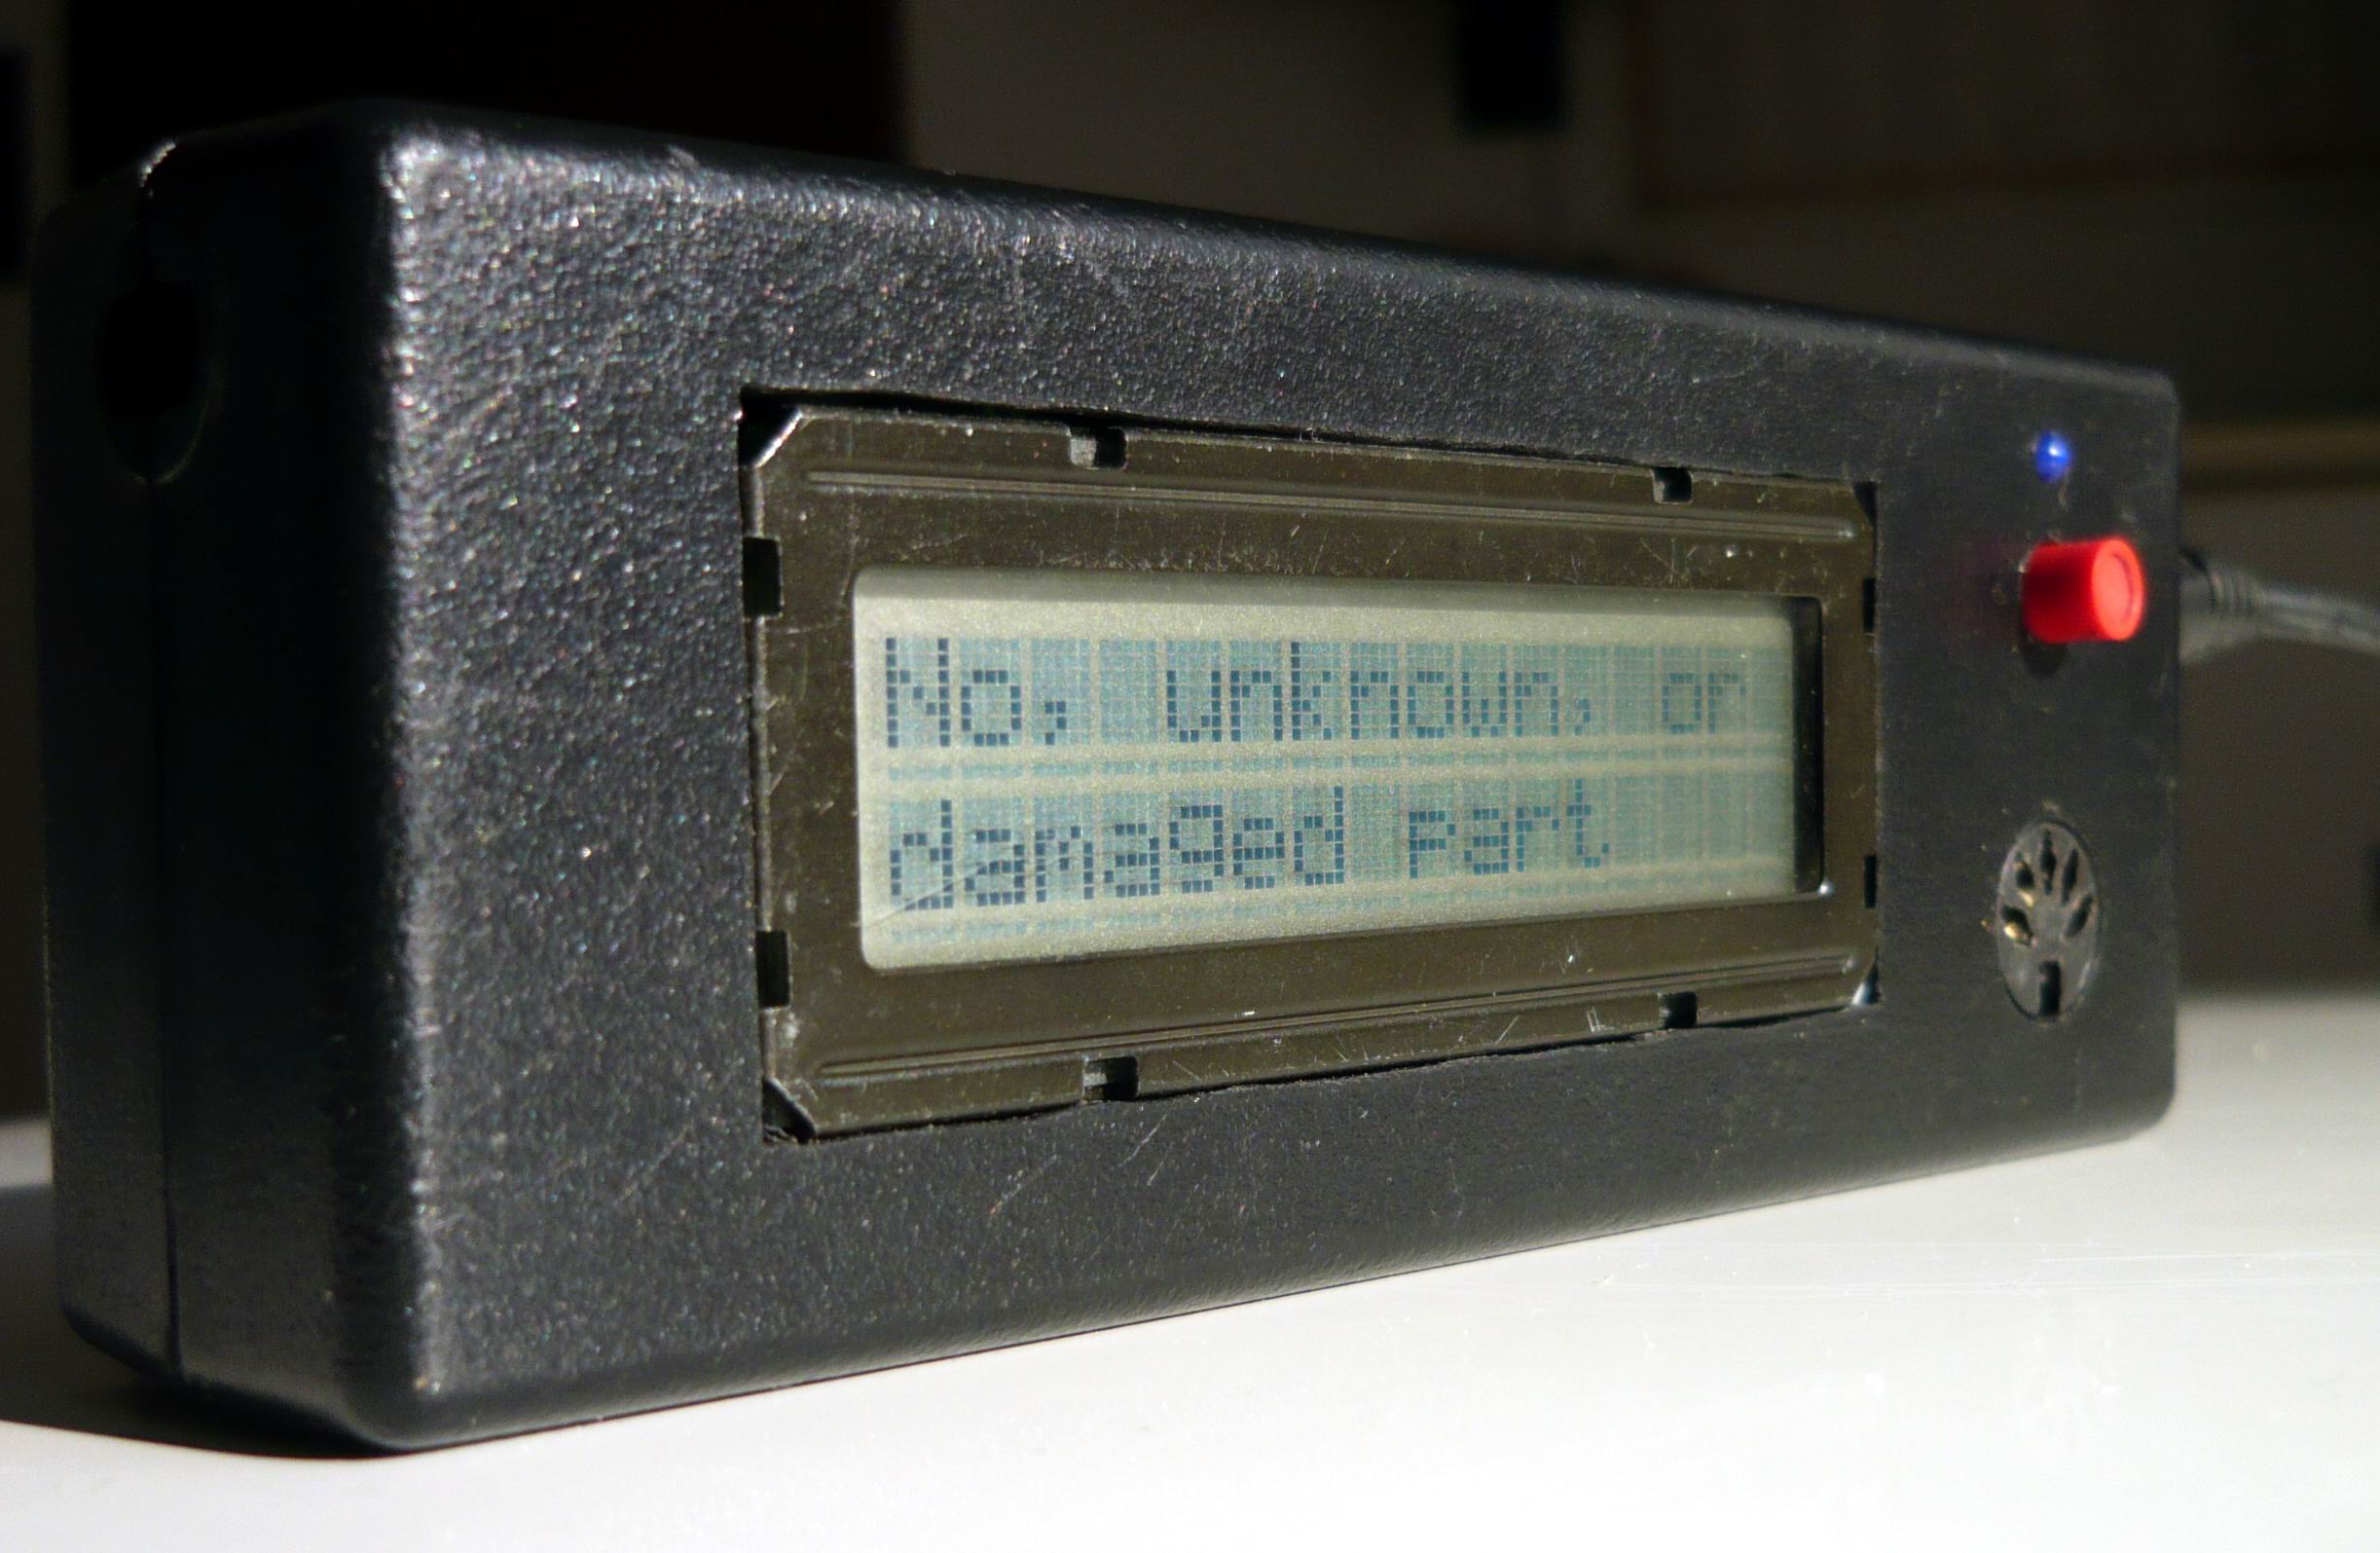 No, unknown, or
damaged part